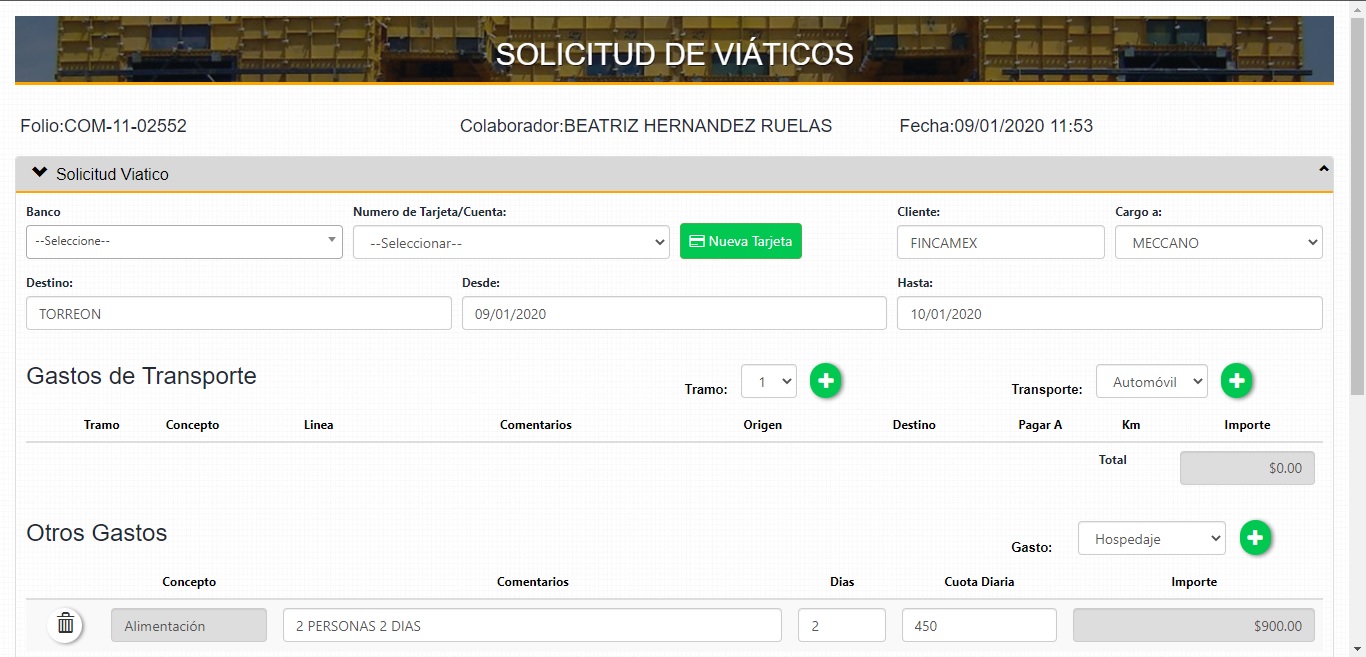 SOLICITUD DE VIÁTICOS
Folio:COM-11-02552 Colaborador:BEATRIZ HERNANDEZ RUELAS Fecha:09/01/2020 11:53
Solicitud Viatico
Banco Numero de Tarjeta/Cuenta: Cliente: Cargo a:
--Seleccione-- --Seleccionar-- Nueva Tarjeta FINCAMEX MECCANO
Destino: Desde: Hasta:
TORREON 09/01/2020 10/01/2020
Gastos de Transporte Tramo: 1 Transporte: Automóvil
Tramo Concepto Linea Comentarios Origen Destino Pagar A Km Importe
Total $0.00
Otros Gastos Gasto: Hospedaje
Concepto Comentarios Dias Cuota Diaria Importe
Alimentación 2 PERSONAS 2 DIAS 2 450 $900.00